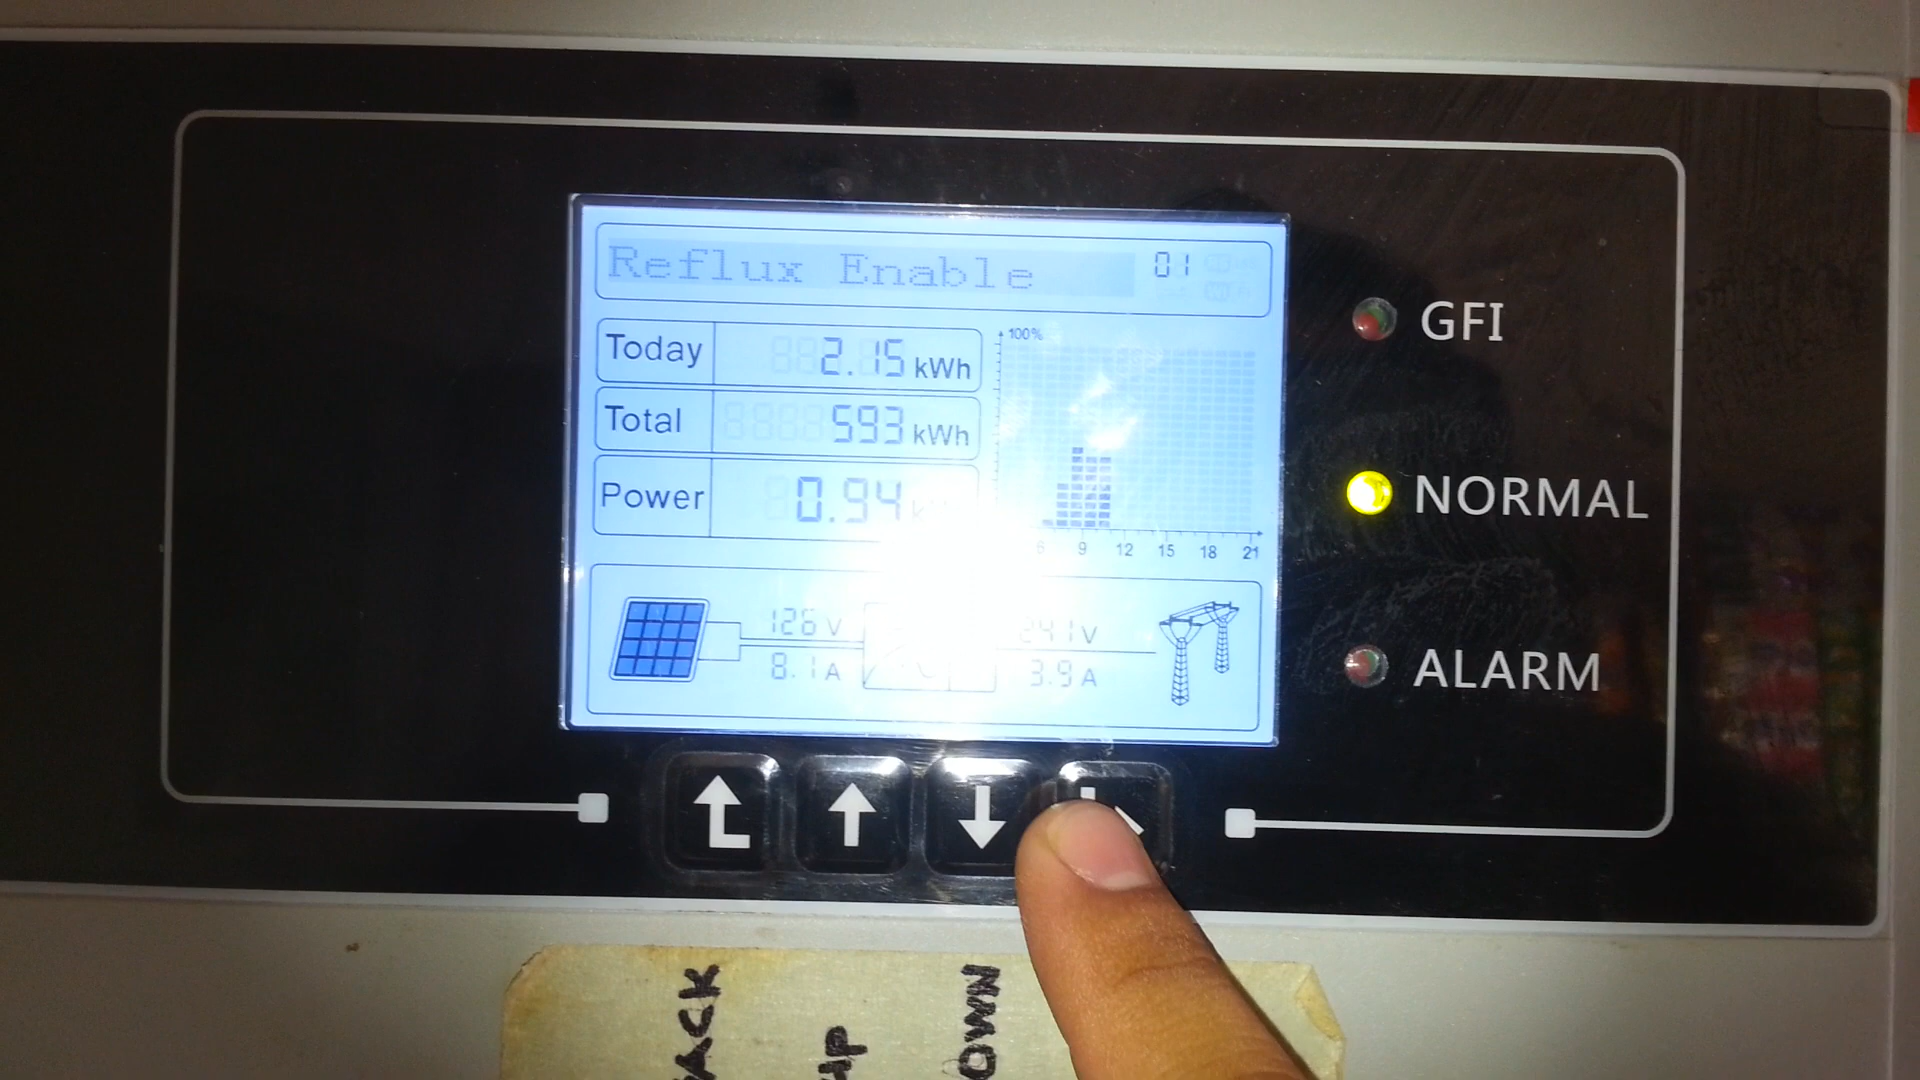 Reflux Enable 01
Today 2.15 kWh
Total 593 kWh
Power 0.94
100%
6 9 12 15 18 21
126 V 241 V
8.1 A 3.9 A
GFI
NORMAL
ALARM